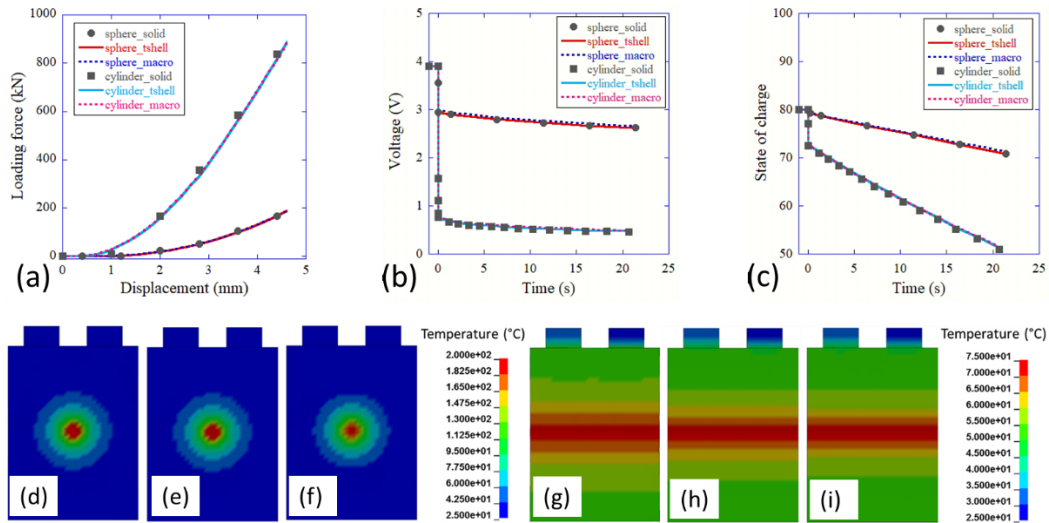 (a)
Loading force (kN)
1000
800
600
400
200
0
sphere_solid
sphere_tshell
sphere_macro
cylinder_solid
cylinder_tshell
cylinder_macro
0 1 2 3 4 5
Displacement (mm)
(b)
Voltage (V)
5
4
3
2
1
0
sphere_solid
sphere_tshell
sphere_macro
cylinder_solid
cylinder_tshell
cylinder_macro
0 5 10 15 20 25
Time (s)
(c)
State of charge
100
90
80
70
60
50
sphere_solid
sphere_tshell
sphere_macro
cylinder_solid
cylinder_tshell
cylinder_macro
0 5 10 15 20 25
Time (s)
(d)
(e)
(f)
Temperature (°C)
2.000e+02
1.825e+02
1.650e+02
1.475e+02
1.300e+02
1.125e+02
9.500e+01
7.750e+01
6.000e+01
4.250e+01
2.500e+01
(g)
(h)
(i)
Temperature (°C)
7.500e+01
7.000e+01
6.500e+01
6.000e+01
5.500e+01
5.000e+01
4.500e+01
4.000e+01
3.500e+01
3.000e+01
2.500e+01